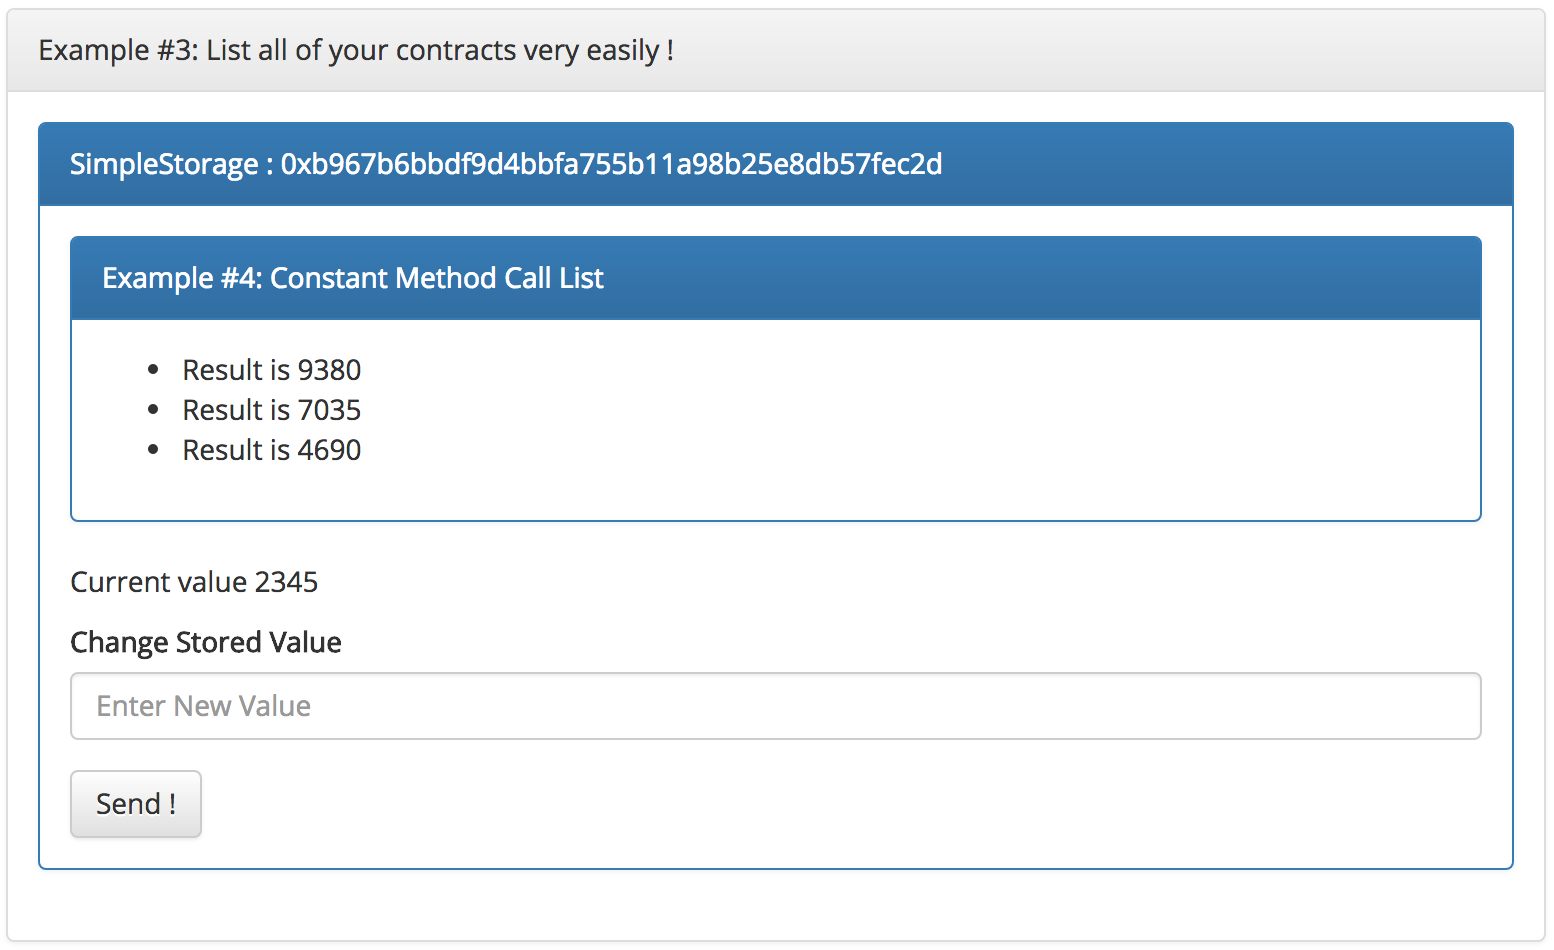 Example #3: List all of your contracts very easily !
SimpleStorage : 0xb967b6bbdf9d4bbfa755b11a98b25e8db57fec2d
Example #4: Constant Method Call List
Result is 9380
Result is 7035
Result is 4690
Current value 2345
Change Stored Value
Enter New Value
Send !